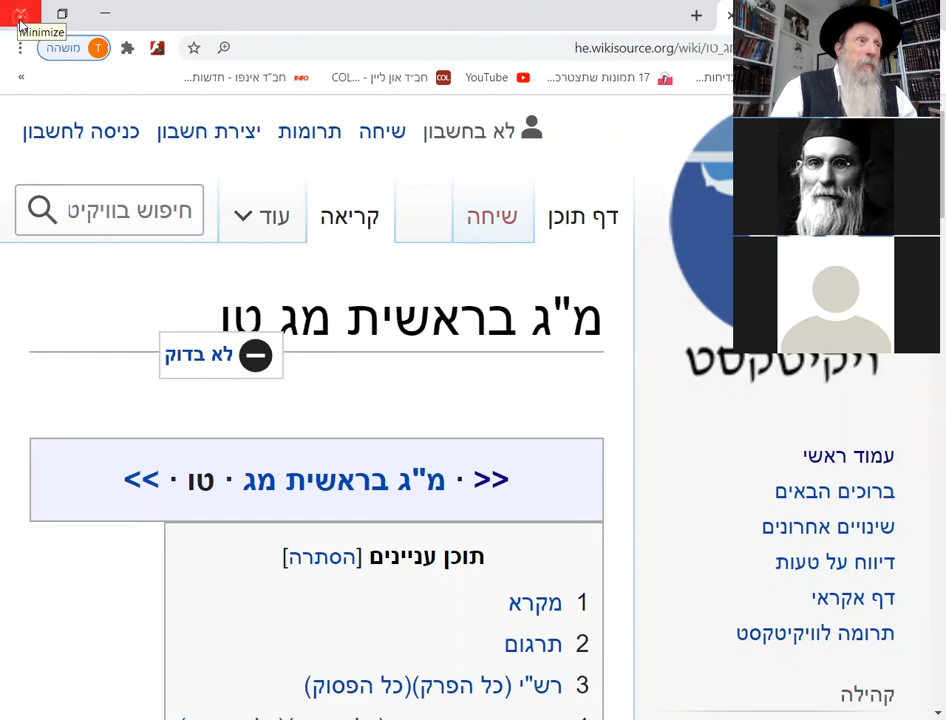 Minimize
מושהה T
he.wikisource.org/wiki/
«
חב״ד אינפו - חדשות...
חב״ד און ליין - COL...
YouTube
17 תמונות שתצטרכ...
לא בחשבון שיחה תרומות יצירת חשבון כניסה לחשבון
דף תוכן שיחה קריאה עוד
חיפוש בוויקיט
מ"ג בראשית מג טו
לא בדוק
ויקיטקסט
<< · מ"ג בראשית מג · טו · >>
תוכן עניינים [הסתרה]
1 מקרא
2 תרגום
3 רש"י (כל הפרק)(כל הפסוק)
עמוד ראשי
ברוכים הבאים
שינויים אחרונים
דיווח על טעות
דף אקראי
תרומה לוויקיטקסט
קהילה